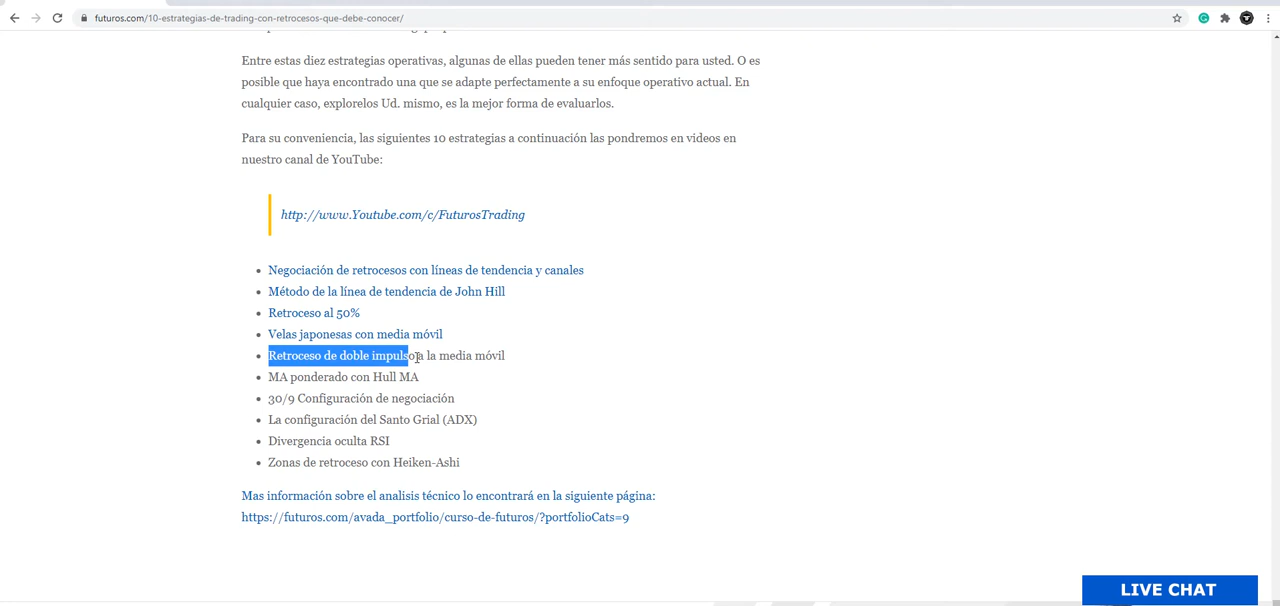 futuros.com/10-estrategias-de-trading-con-retrocesos-que-debe-conocer/
Entre estas diez estrategias operativas, algunas de ellas pueden tener más sentido para usted. O es
posible que haya encontrado una que se adapte perfectamente a su enfoque operativo actual. En
cualquier caso, explorelos Ud. mismo, es la mejor forma de evaluarlos.
Para su conveniencia, las siguientes 10 estrategias a continuación las pondremos en videos en
nuestro canal de YouTube:
http://www.Youtube.com/c/FuturosTrading
Negociación de retrocesos con líneas de tendencia y canales
Método de la línea de tendencia de John Hill
Retroceso al 50%
Velas japonesas con media móvil
Retroceso de doble impulso a la media móvil
MA ponderado con Hull MA
30/9 Configuración de negociación
La configuración del Santo Grial (ADX)
Divergencia oculta RSI
Zonas de retroceso con Heiken-Ashi
Mas información sobre el analisis técnico lo encontrará en la siguiente página:
https://futuros.com/avada_portfolio/curso-de-futuros/?portfolioCats=9
LIVE CHAT